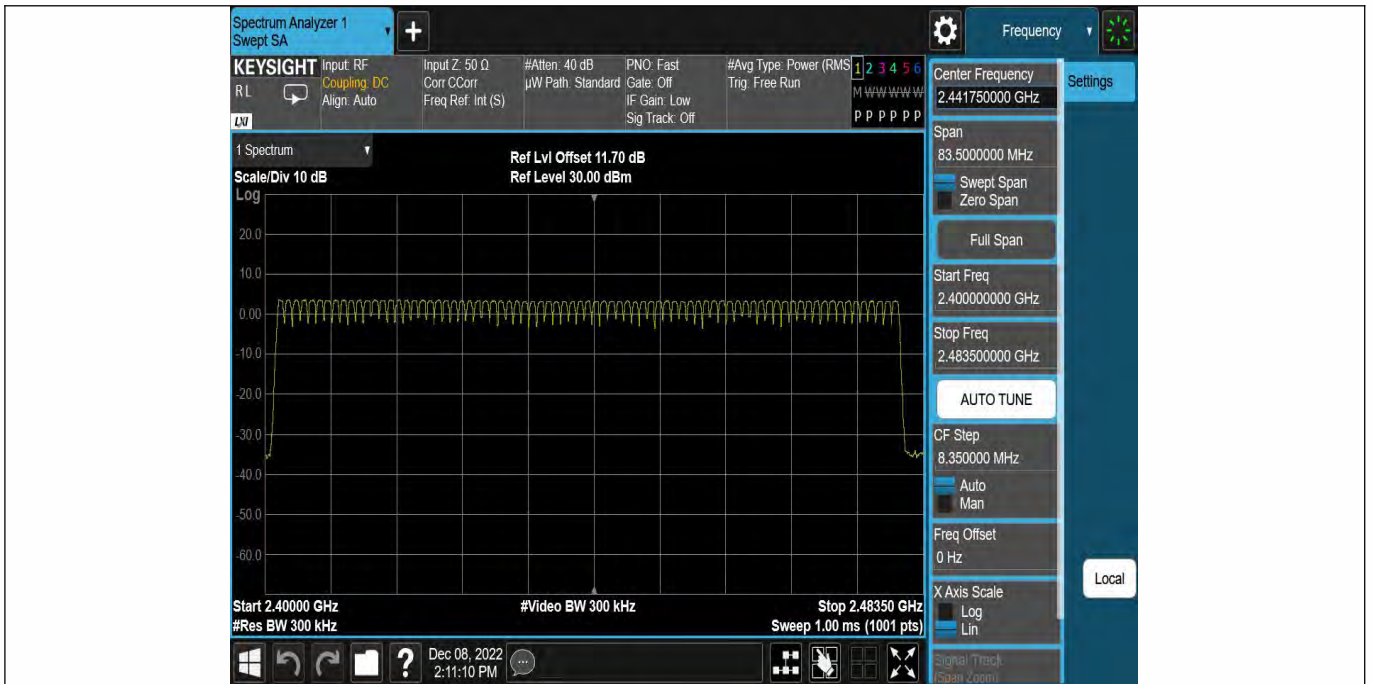 Spectrum Analyzer 1
Swept SA
+
Frequency
KEYSIGHT
RL
LXI
Input: RF
Coupling: DC
Align: Auto
Input Z: 50 Ω
Corr CCorr
Freq Ref: Int (S)
#Atten: 40 dB
µW Path: Standard
PNO: Fast
Gate: Off
IF Gain: Low
Sig Track: Off
#Avg Type: Power (RMS
Trig: Free Run
1 2 3 4 5 6
M W W W W W
P P P P P P
1 Spectrum
Scale/Div 10 dB
Ref Lvl Offset 11.70 dB
Ref Level 30.00 dBm
Log
20.0
10.0
0.00
-10.0
-20.0
-30.0
-40.0
-50.0
-60.0
Start 2.40000 GHz
#Res BW 300 kHz
#Video BW 300 kHz
Stop 2.48350 GHz
Sweep 1.00 ms (1001 pts)
Center Frequency
2.441750000 GHz
Settings
Span
83.5000000 MHz
Swept Span
Zero Span
Full Span
Start Freq
2.400000000 GHz
Stop Freq
2.483500000 GHz
AUTO TUNE
CF Step
8.350000 MHz
Auto
Man
Freq Offset
0 Hz
X Axis Scale
Log
Lin
Signal Track
(Span Zoom)
Local
?
Dec 08, 2022
2:11:10 PM